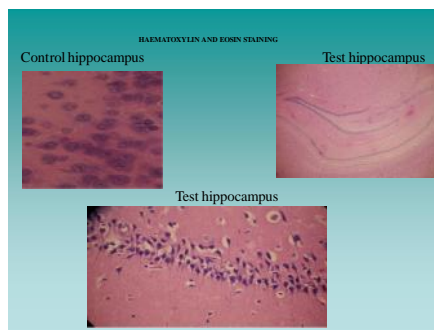 HAEMATOXYLIN AND EOSIN STAINING
Control hippocampus
Test hippocampus
Test hippocampus